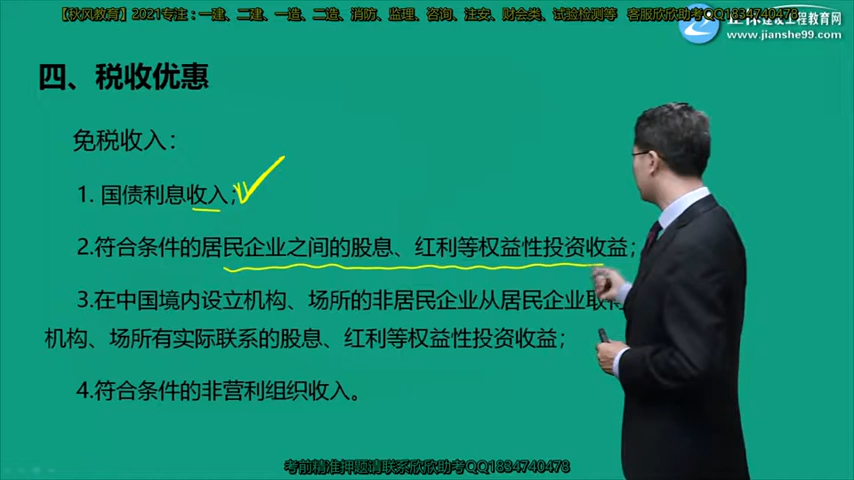 【秋风教育】2021专注：一建、二建、一造、二造、消防、监理、咨询、注安、财会类、试验检测等 客服欣欣助考QQ1834740478
建设工程教育网
www.jianshe99.com
四、税收优惠
免税收入：
1. 国债利息收入；
2.符合条件的居民企业之间的股息、红利等权益性投资收益；
3.在中国境内设立机构、场所的非居民企业从居民企业取得
机构、场所有实际联系的股息、红利等权益性投资收益；
4.符合条件的非营利组织收入。
考前精准押题请联系欣欣助考QQ1834740478